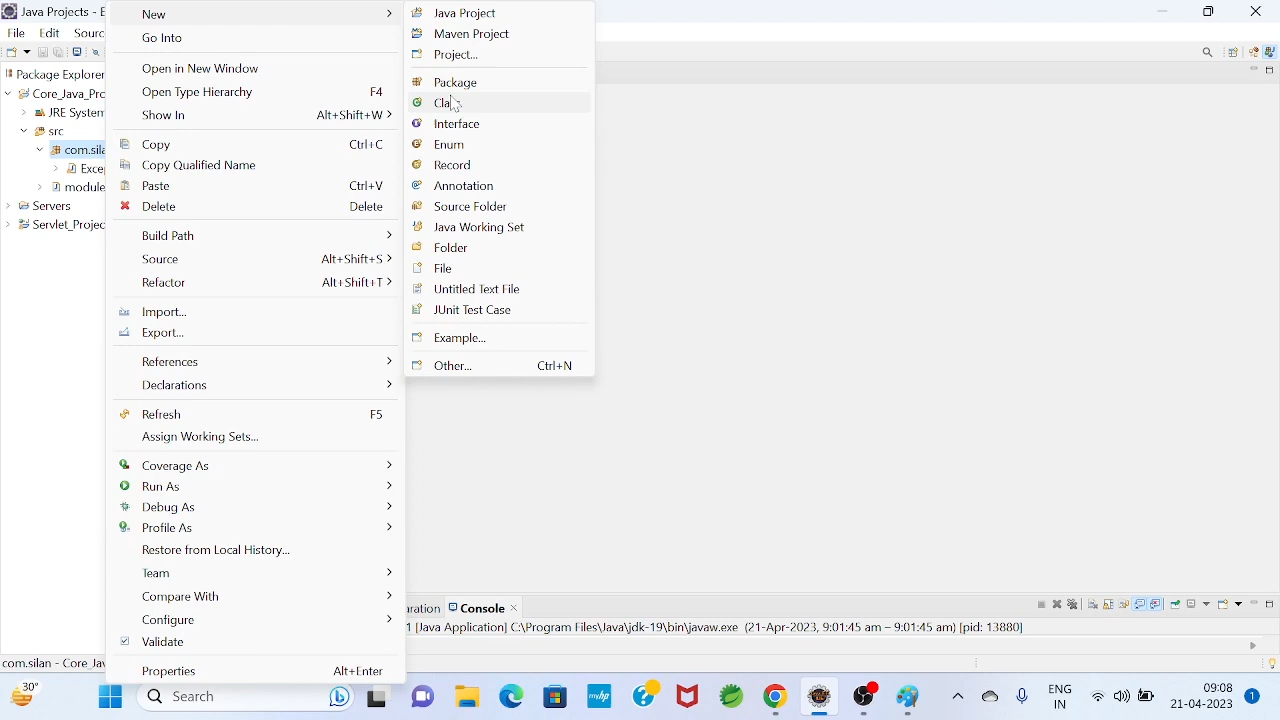 Java Projects - E
File Edit Sourc
Package Explorer
Core_Java_Pro
JRE System
src
com.sila
Exce
module
Servers
Servlet_Projec
New
Go Into
Open in New Window
Open Type Hierarchy F4
Show In Alt+Shift+W
Copy Ctrl+C
Copy Qualified Name
Paste Ctrl+V
Delete Delete
Build Path
Source Alt+Shift+S
Refactor Alt+Shift+T
Import...
Export...
References
Declarations
Refresh F5
Assign Working Sets...
Coverage As
Run As
Debug As
Profile As
Restore from Local History...
Team
Compare With
Configure
Validate
Properties Alt+Enter
Java Project
Maven Project
Project...
Package
Cla
Interface
Enum
Record
Annotation
Source Folder
Java Working Set
Folder
File
Untitled Text File
JUnit Test Case
Example...
Other... Ctrl+N
aration Console
1 [Java Application] C:\Program Files\Java\jdk-19\bin\javaw.exe (21-Apr-2023, 9:01:45 am – 9:01:45 am) [pid: 13880]
com.silan - Core_Jav
30°
Search
myhp
ENG
IN
09:08
21-04-2023
1